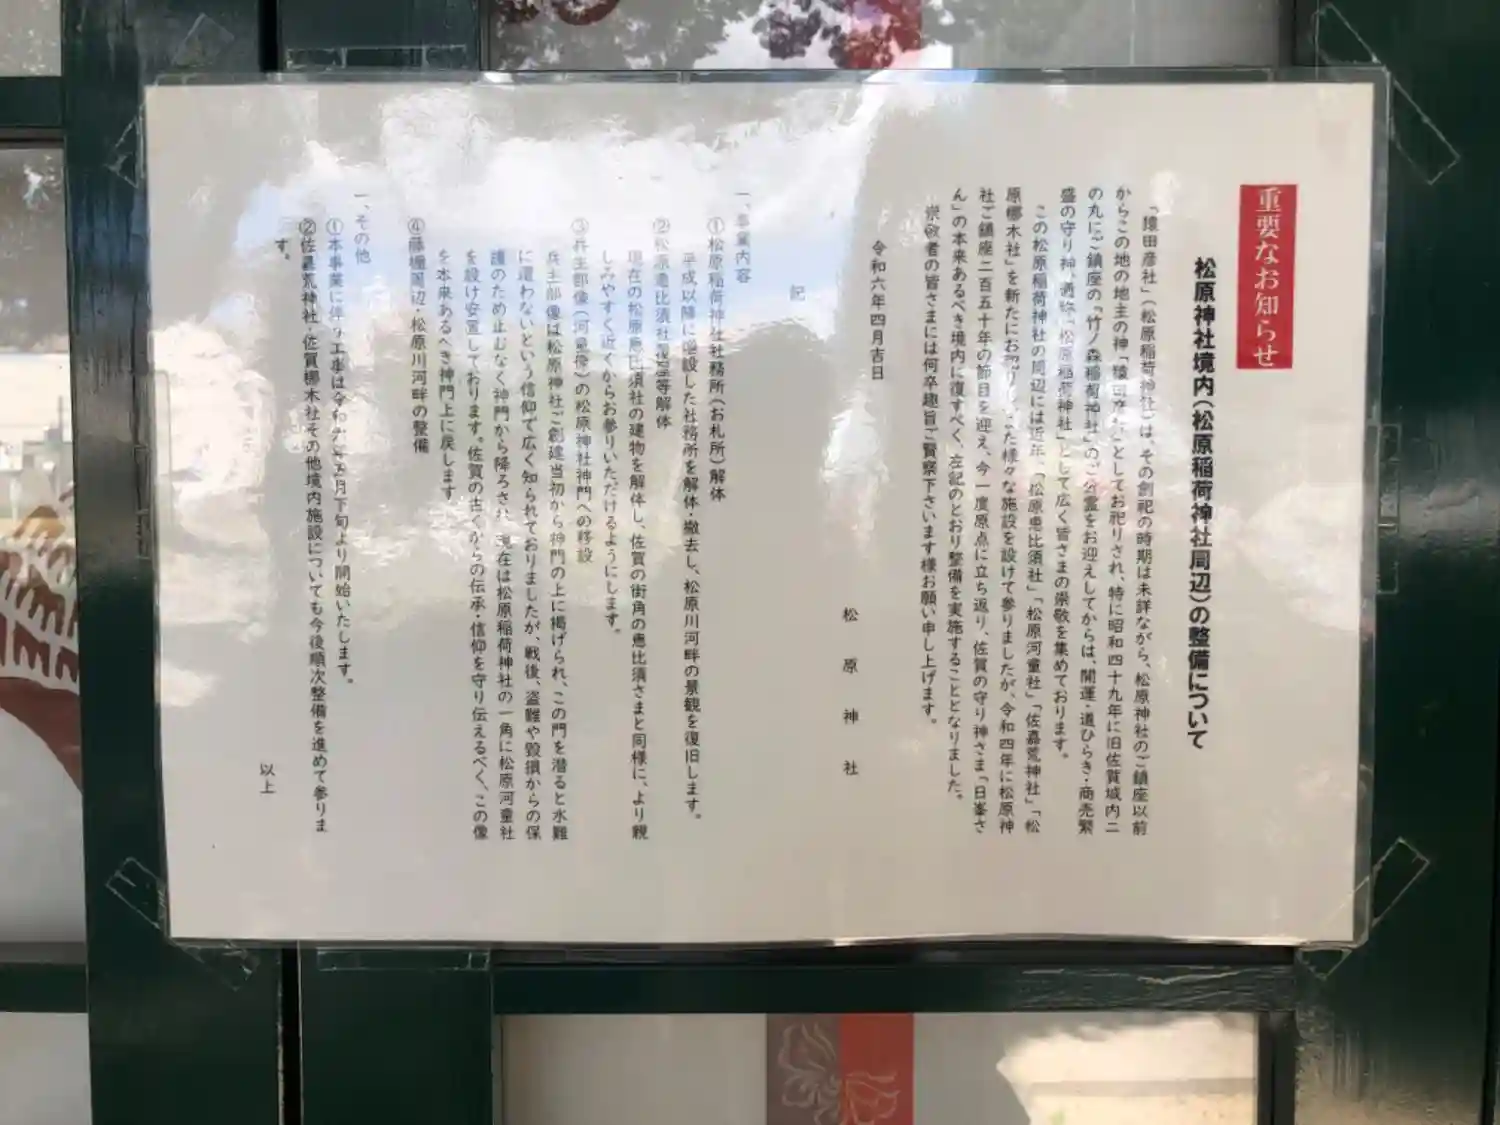 重要なお知らせ
松原神社境内(松原稲荷神社周辺)の整備について
「猿田彦社」(松原稲荷神社)は、その創祀の時期は未詳ながら、松原神社のご鎮座以前
からこの地の地主の神「猿田 」としてお祀りされ、特に昭和四十九年に旧佐賀城内二
の丸にご鎮座の「竹ノ森稲荷神社」のご分霊をお迎えしてからは、開運・道ひらき・商売繁
盛の守り神、通称「松原稲荷神社」として広く皆さまの崇敬を集めております。
この松原稲荷神社の周辺には近年、「松原恵比須社」「松原河童社」「佐嘉荒神社」「松
原梛木社」を新たにお祀り た様々な施設を設けて参りましたが、令和四年に松原神
社ご鎮座二百五十年の節目を迎え、今一度原点に立ち返り、佐賀の守り神さま「日峯さ
ん」の本来あるべき境内に復すべく、左記のとおり整備を実施することとなりました。
崇敬者の皆さまには何卒趣旨ご賢察下さいます様お願い申し上げます。
令和六年四月吉日
松原神社
記
一、事業内容
①松原稲荷神社社務所(お札所)解体
平成以降に増設した社務所を解体・撤去し、松原川河畔の景観を復旧します。
②松原恵比須社 等解体
現在の松原恵比須社の建物を解体し、佐賀の街角の恵比須さまと同様に、より親
しみやすく近くからお参りいただけるようにします。
③兵主部像(河童像)の松原神社神門への移設
兵主部像は松原神社ご創建当初から神門の上に掲げられ、この門を潜ると水難
に遭わないという信仰で広く知られておりましたが、戦後、盗難や毀損からの保
護のため止むなく神門から降ろされ、現在は松原稲荷神社の一角に松原河童社
を設け安置しております。佐賀の古くからの伝承・信仰を守り伝えるべく、この像
を本来あるべき神門上に戻します
④藤棚周辺・松原川河畔の整備
一、その他
①本事業に伴う工事は令和六年五月下旬より開始いたします。
②佐嘉荒神社・佐賀梛木社その他境内施設についても今後順次整備を進めて参りま
す。
以上